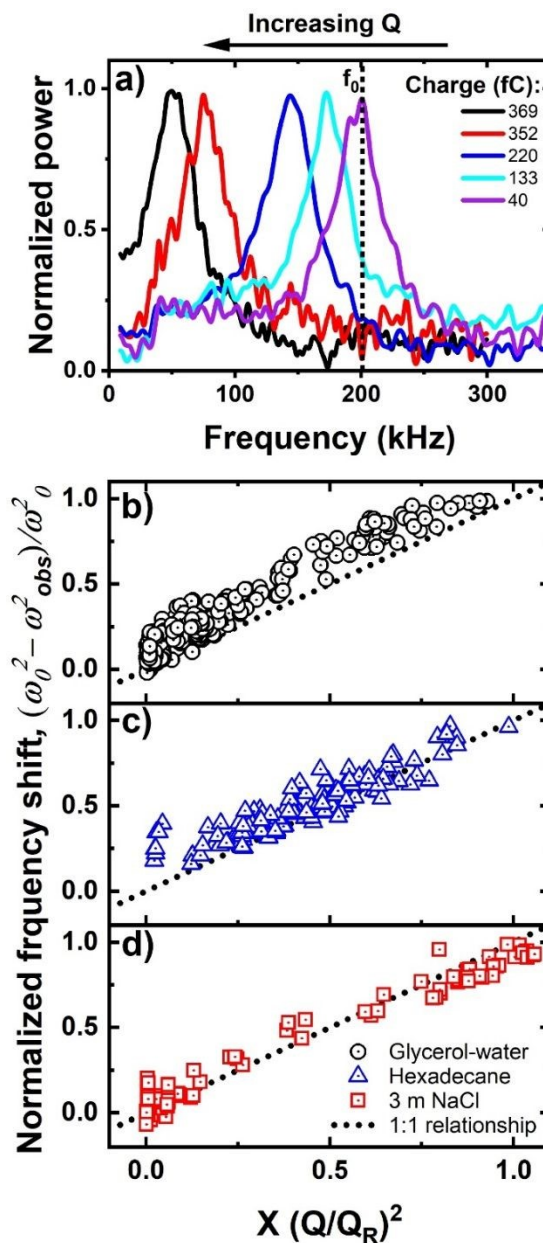 Increasing Q
a)
f0
Charge (fC):
369
352
220
133
40
1.0
0.5
0.0
Normalized power
0
100
200
300
Frequency (kHz)
b)
1.0
0.5
0.0
c)
1.0
0.5
0.0
d)
1.0
0.5
0.0
Normalized frquency shift, (ω0² − ω²obs)/ω²0
Glycerol-water
Hexadecane
3 m NaCl
1:1 relationship
0.0
0.5
1.0
X (Q/QR)²